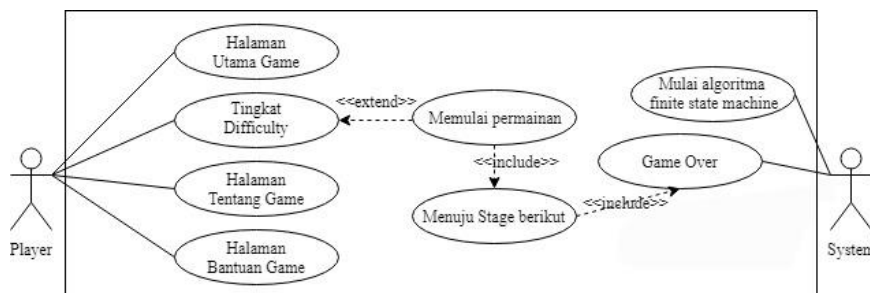 Halaman
Utama Game
Tingkat
Difficulty
<<extend>>
Memulai permainan
Mulai algoritma
finite state machine
<<include>>
Game Over
Halaman
Tentang Game
Menuju Stage berikut
<<include>>
Halaman
Bantuan Game
Player
System